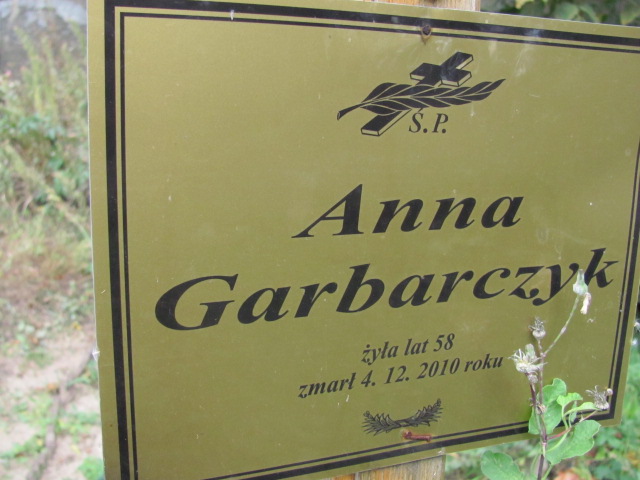 Ś.P.
Anna
Garbarczyk
żyła lat 58
zmarł 4. 12. 2010 roku